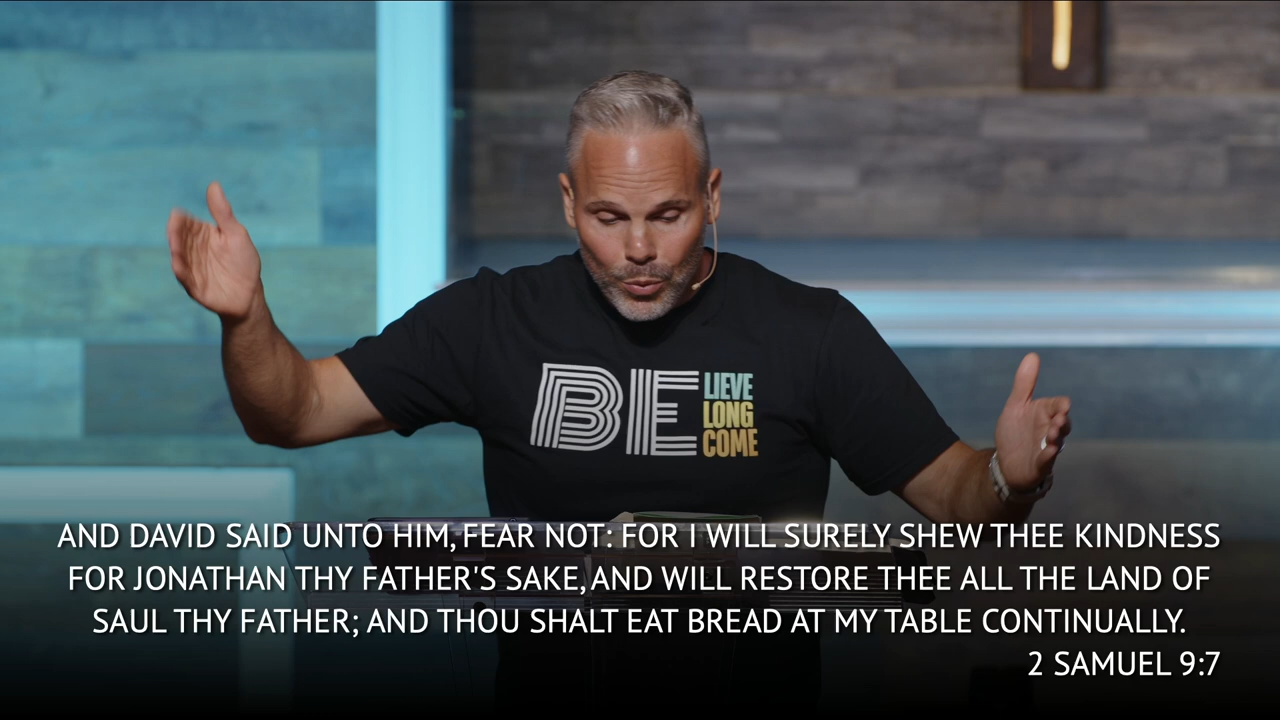 BE LIEVE
LONG
COME
AND DAVID SAID UNTO HIM, FEAR NOT: FOR I WILL SURELY SHEW THEE KINDNESS
FOR JONATHAN THY FATHER'S SAKE, AND WILL RESTORE THEE ALL THE LAND OF
SAUL THY FATHER; AND THOU SHALT EAT BREAD AT MY TABLE CONTINUALLY.
2 SAMUEL 9:7